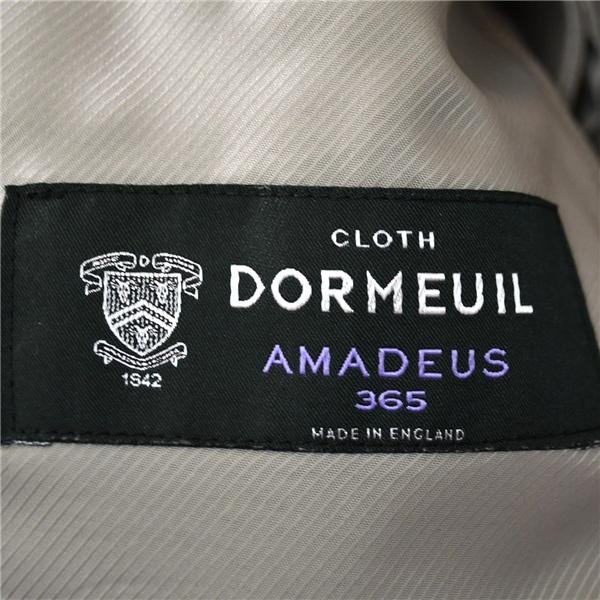 CLOTH
DORMEUIL
AMADEUS
365
MADE IN ENGLAND
D
1842